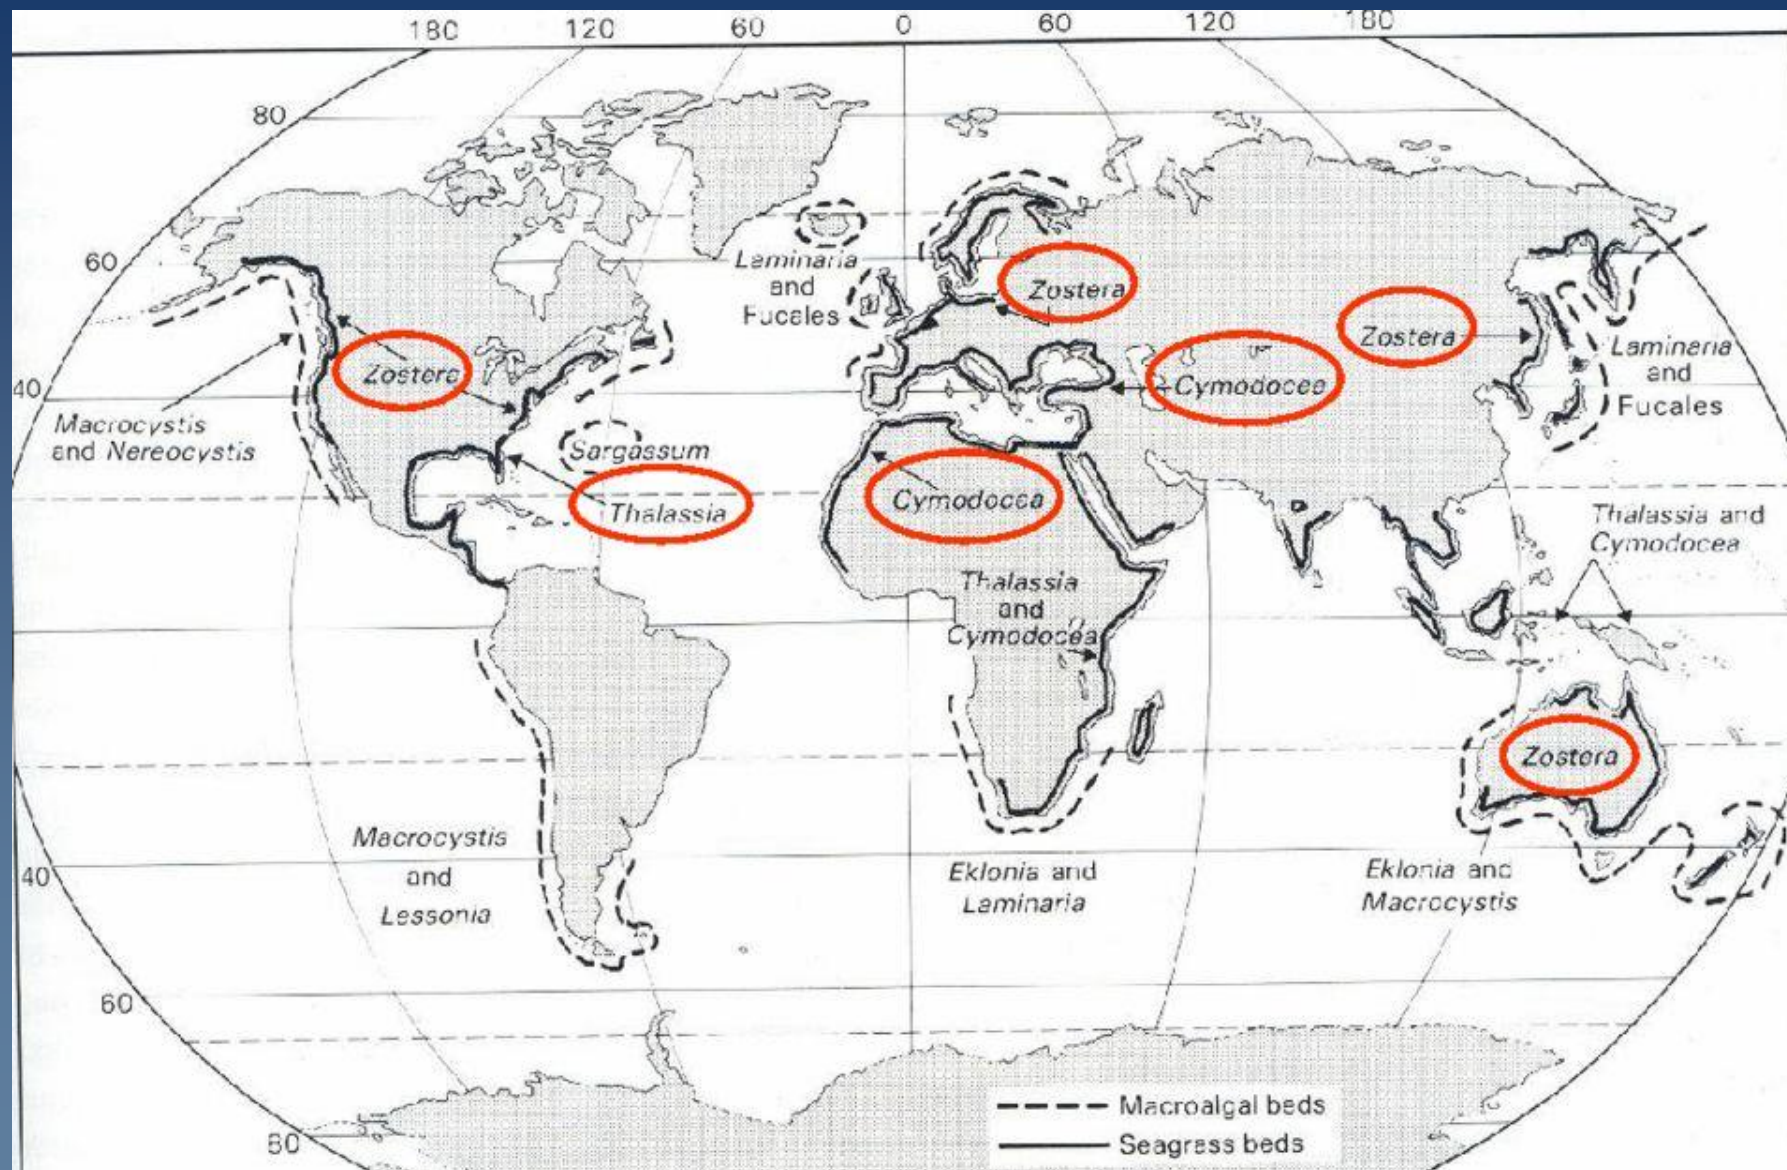 180 120 60 0 60 120 180
80
60
40
Laminaria
and
Fucales
Zostera
Zostera
Zostera
Cymodocea
Laminaria
and
Fucales
Macrocystis
and Nereocystis
Sargassum
Thalassia
Cymodocea
Thalassia and
Cymodocea
Thalassia
and
Cymodocea
Zostera
Macrocystis
and
Lessonia
Eklonia and
Laminaria
Eklonia and
Macrocystis
40
60
80
Macroalgal beds
Seagrass beds